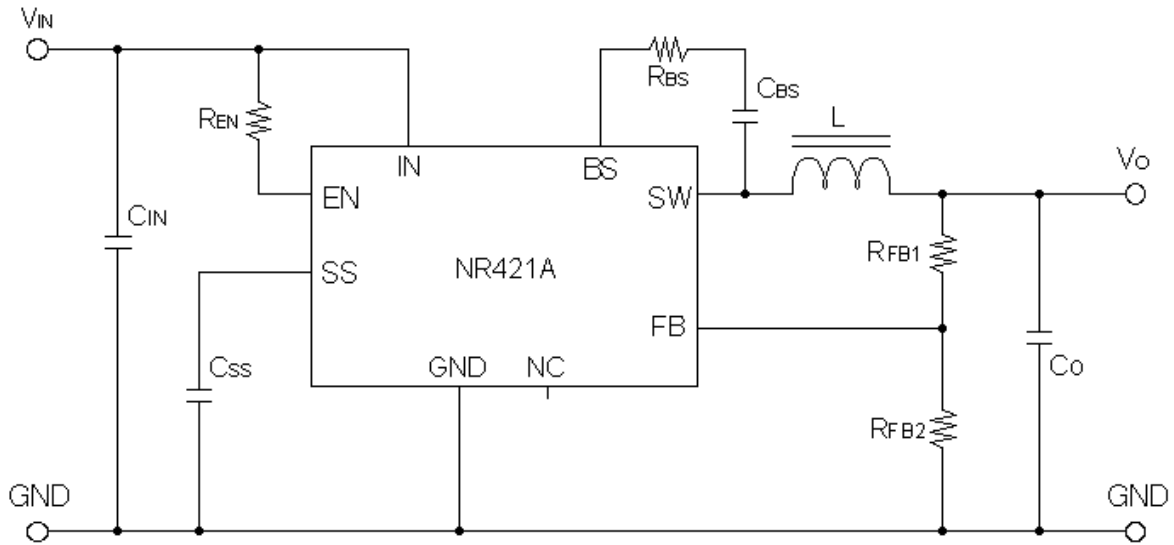 VIN
RBS
CBS
L
REN
IN
BS
VO
EN
SW
CIN
RFB1
SS
NR421A
FB
CSS
GND
NC
CO
RFB2
GND
GND